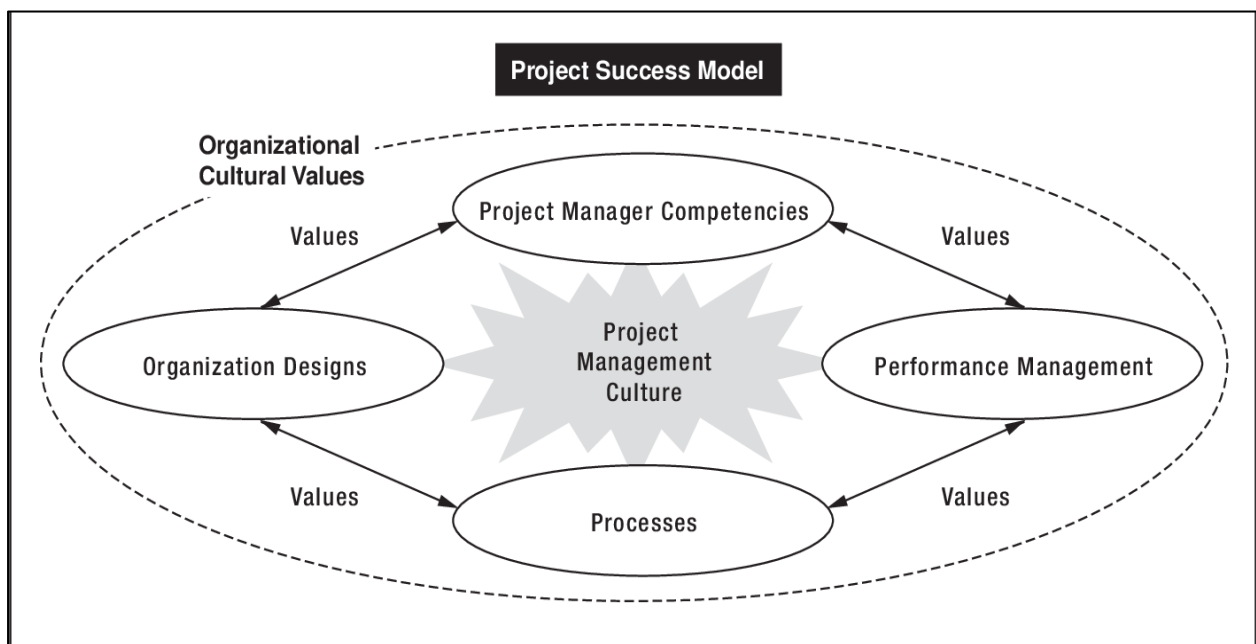 Project Success Model
Organizational
Cultural Values
Project Manager Competencies
Values
Values
Organization Designs
Project
Management
Culture
Performance Management
Values
Values
Processes